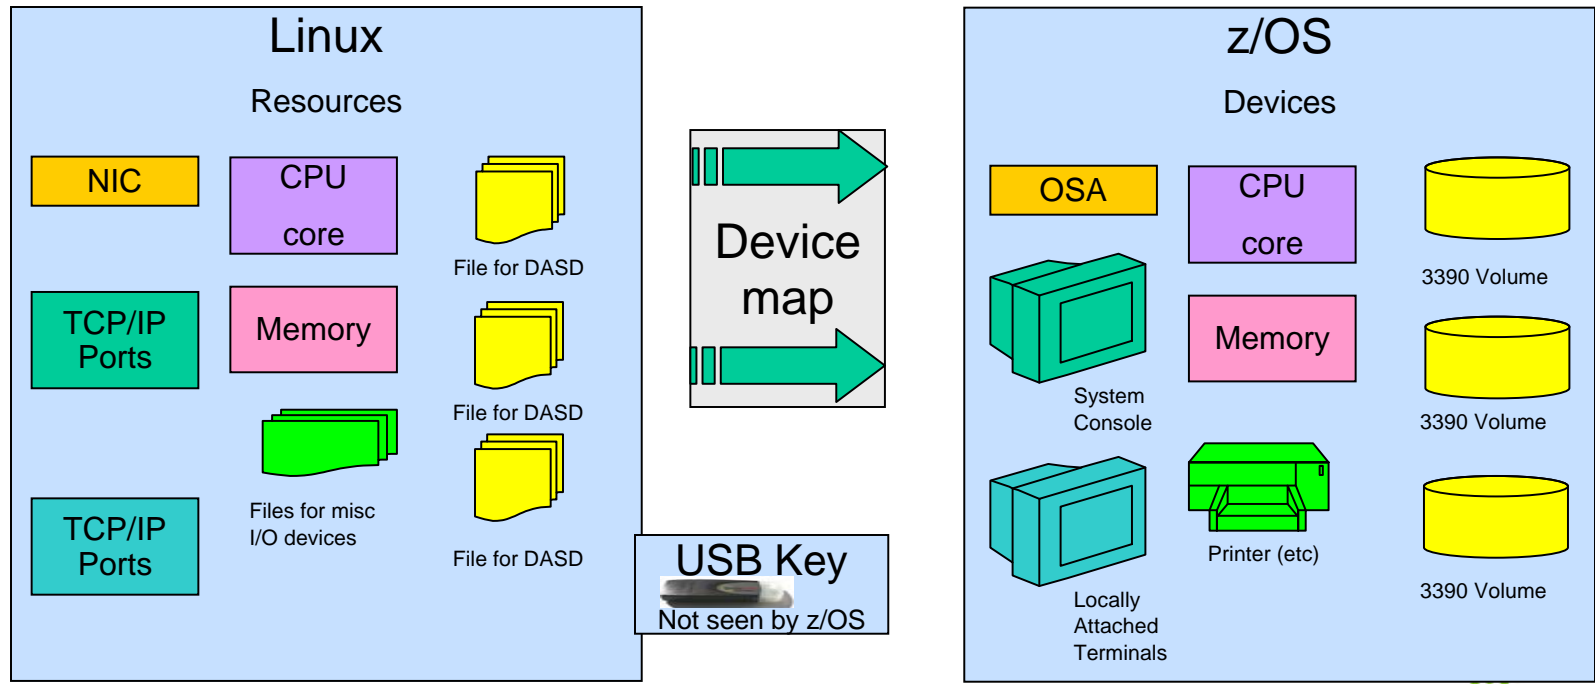 Linux
Resources
NIC
CPU
core
File for DASD
TCP/IP
Ports
Memory
File for DASD
Files for misc
I/O devices
TCP/IP
Ports
File for DASD
Device
map
USB Key
Not seen by z/OS
z/OS
Devices
OSA
CPU
core
3390 Volume
System
Console
Memory
3390 Volume
Locally
Attached
Terminals
Printer (etc)
3390 Volume